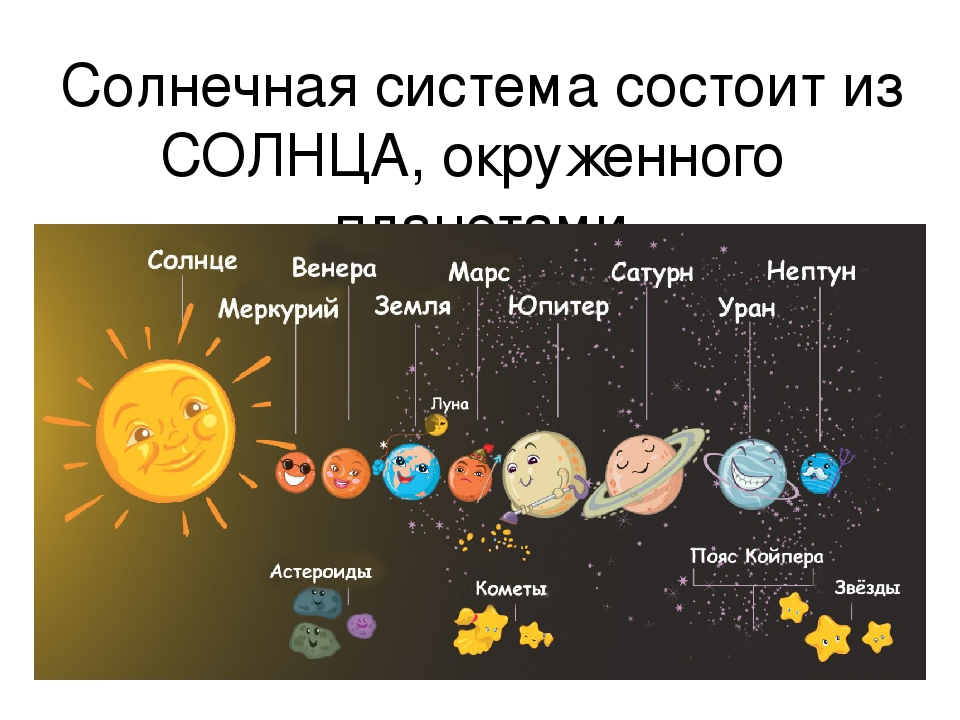 Солнечная система состоит из
СОЛНЦА, окруженного
планетами
Солнце
Венера
Марс
Сатурн
Нептун
Меркурий
Земля
Юпитер
Уран
Луна
Пояс Койпера
Астероиды
Кометы
Звёзды